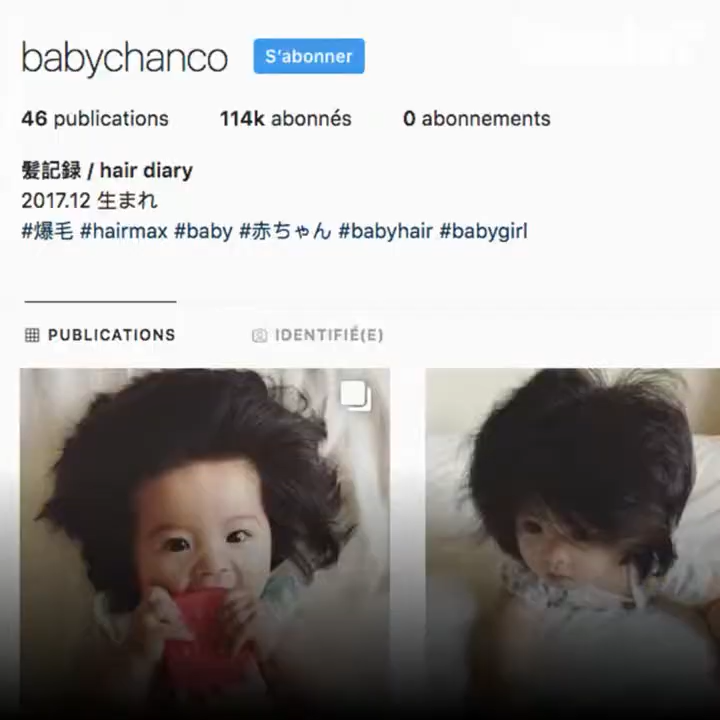 babychanco S'abonner
46 publications 114k abonnés 0 abonnements
髪記録 / hair diary
2017.12 生まれ
#爆毛 #hairmax #baby #赤ちゃん #babyhair #babygirl
PUBLICATIONS IDENTIFIÉ(E)